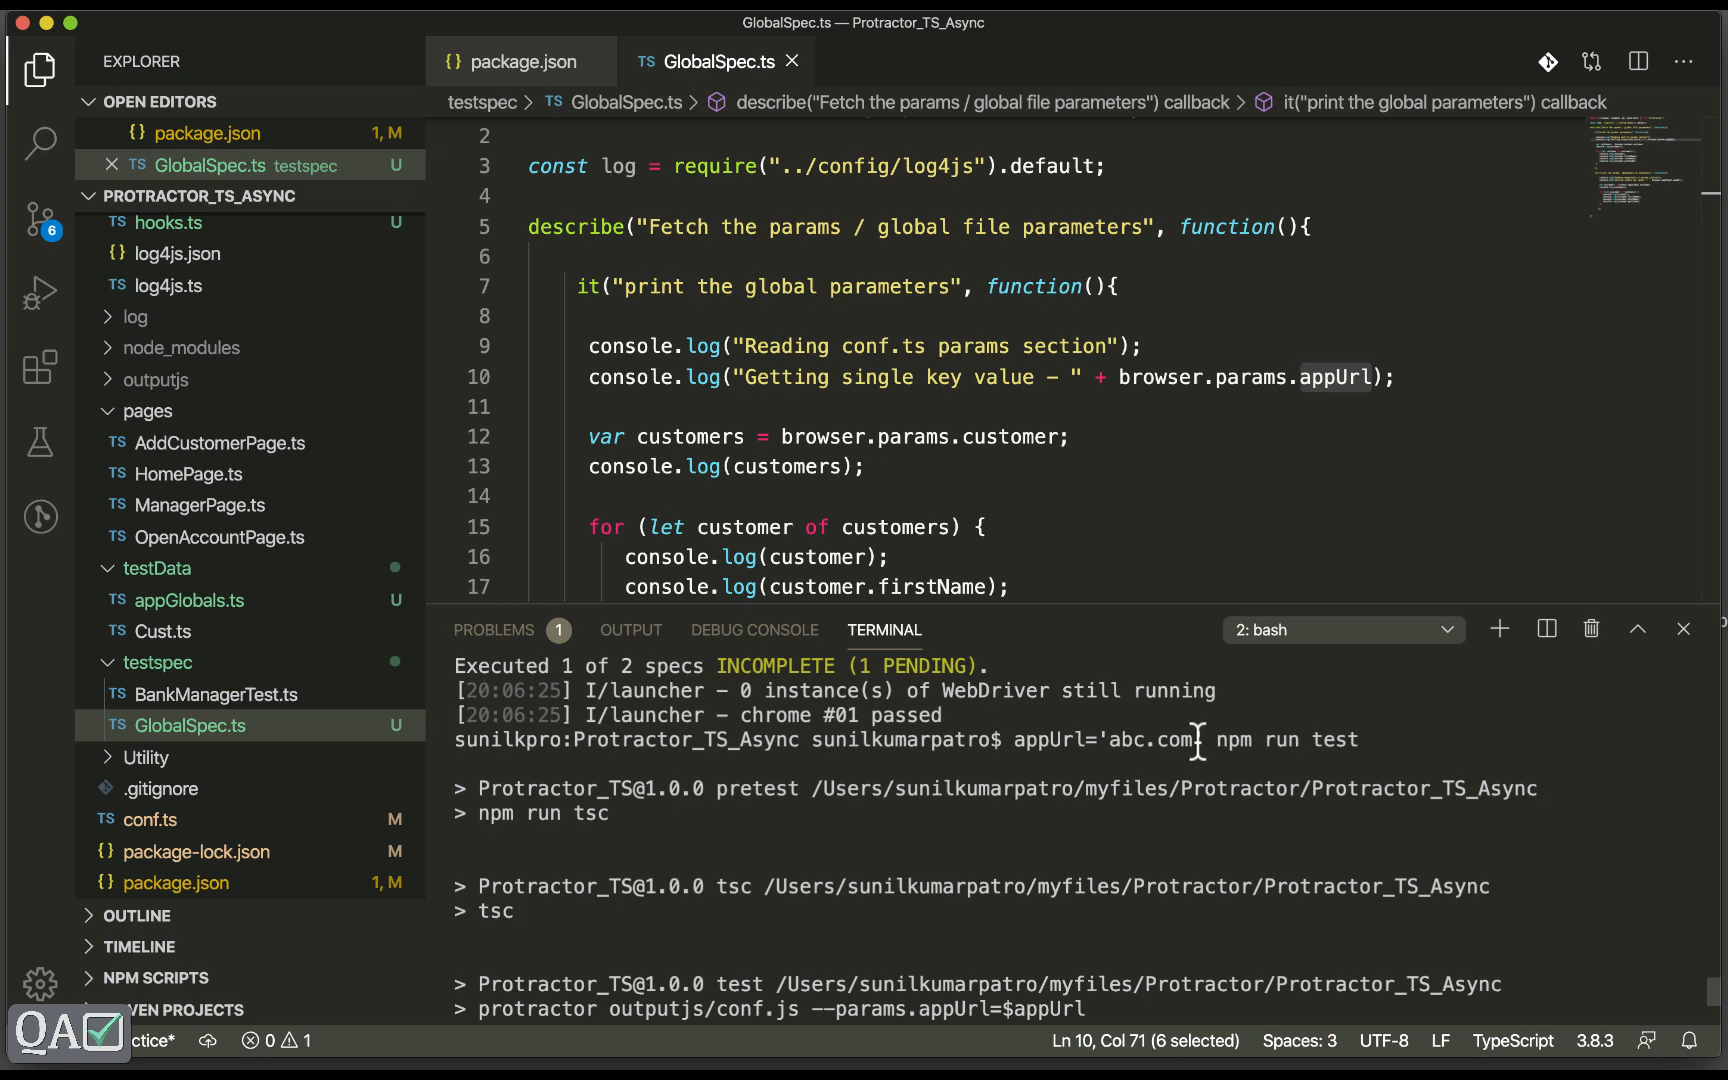 GlobalSpec.ts — Protractor_TS_Async
EXPLORER
OPEN EDITORS
{} package.json 1, M
TS GlobalSpec.ts testspec U
PROTRACTOR_TS_ASYNC
TS hooks.ts U
{} log4js.json
TS log4js.ts
log
node_modules
outputjs
pages
TS AddCustomerPage.ts
TS HomePage.ts
TS ManagerPage.ts
TS OpenAccountPage.ts
testData
TS appGlobals.ts U
TS Cust.ts
testspec
TS BankManagerTest.ts
TS GlobalSpec.ts U
Utility
.gitignore
TS conf.ts M
{} package-lock.json M
{} package.json 1, M
OUTLINE
TIMELINE
NPM SCRIPTS
VEN PROJECTS
6
{} package.json
TS GlobalSpec.ts
testspec > TS GlobalSpec.ts > describe("Fetch the params / global file parameters") callback > it("print the global parameters") callback
2
3 const log = require("../config/log4js").default;
4
5 describe("Fetch the params / global file parameters", function(){
6
7 it("print the global parameters", function(){
8
9 console.log("Reading conf.ts params section");
10 console.log("Getting single key value – " + browser.params.appUrl);
11
12 var customers = browser.params.customer;
13 console.log(customers);
14
15 for (let customer of customers) {
16 console.log(customer);
17 console.log(customer.firstName);
PROBLEMS 1 OUTPUT DEBUG CONSOLE TERMINAL 2: bash
Executed 1 of 2 specs INCOMPLETE (1 PENDING).
[20:06:25] I/launcher – 0 instance(s) of WebDriver still running
[20:06:25] I/launcher – chrome #01 passed
sunilkpro:Protractor_TS_Async sunilkumarpatro$ appUrl='abc.com' npm run test
> Protractor_TS@1.0.0 pretest /Users/sunilkumarpatro/myfiles/Protractor/Protractor_TS_Async
> npm run tsc
> Protractor_TS@1.0.0 tsc /Users/sunilkumarpatro/myfiles/Protractor/Protractor_TS_Async
> tsc
> Protractor_TS@1.0.0 test /Users/sunilkumarpatro/myfiles/Protractor/Protractor_TS_Async
> protractor outputjs/conf.js --params.appUrl=$appUrl
QA
ctice* 0 1 Ln 10, Col 71 (6 selected) Spaces: 3 UTF-8 LF TypeScript 3.8.3